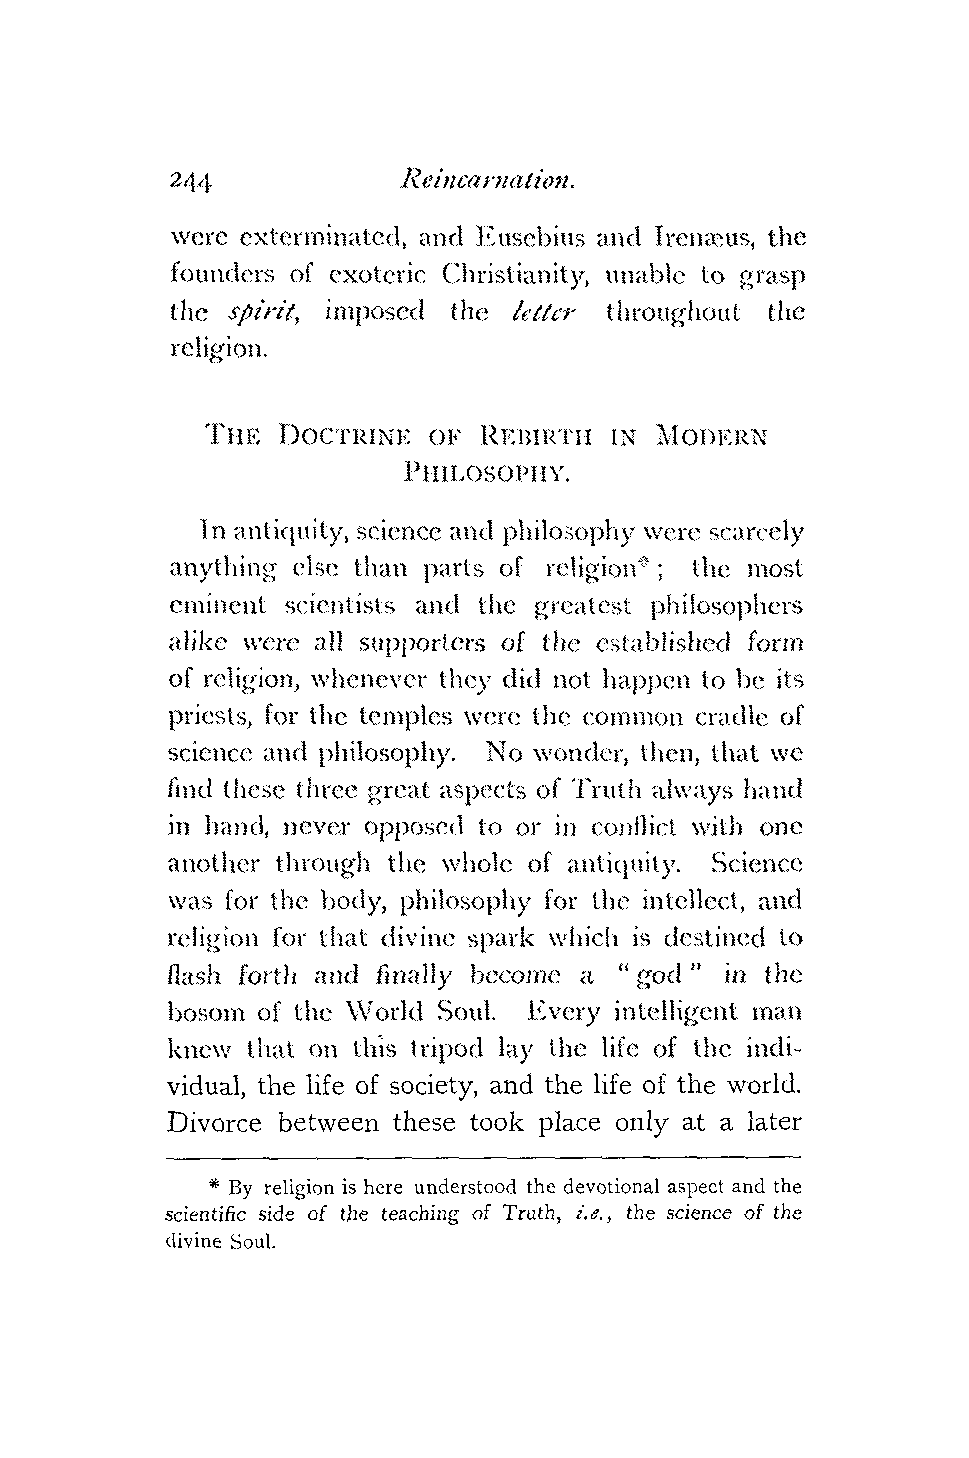 244 Reincarnation.
were exterminated, and Eusebius and Irenæus, the
founders of exoteric Christianity, unable to grasp
the spirit, imposed the letter throughout the
religion.
The Doctrine of Rebirth in Modern
Philosophy.
In antiquity, science and philosophy were scarcely
anything else than parts of religion*; the most
eminent scientists and the greatest philosophers
alike were all supporters of the established form
of religion, whenever they did not happen to be its
priests, for the temples were the common cradle of
science and philosophy. No wonder, then, that we
find these three great aspects of Truth always hand
in hand, never opposed to or in conflict with one
another through the whole of antiquity. Science
was for the body, philosophy for the intellect, and
religion for that divine spark which is destined to
flash forth and finally become a "god" in the
bosom of the World Soul. Every intelligent man
knew that on this tripod lay the life of the indi-
vidual, the life of society, and the life of the world.
Divorce between these took place only at a later
* By religion is here understood the devotional aspect and the
scientific side of the teaching of Truth, i.e., the science of the
divine Soul.